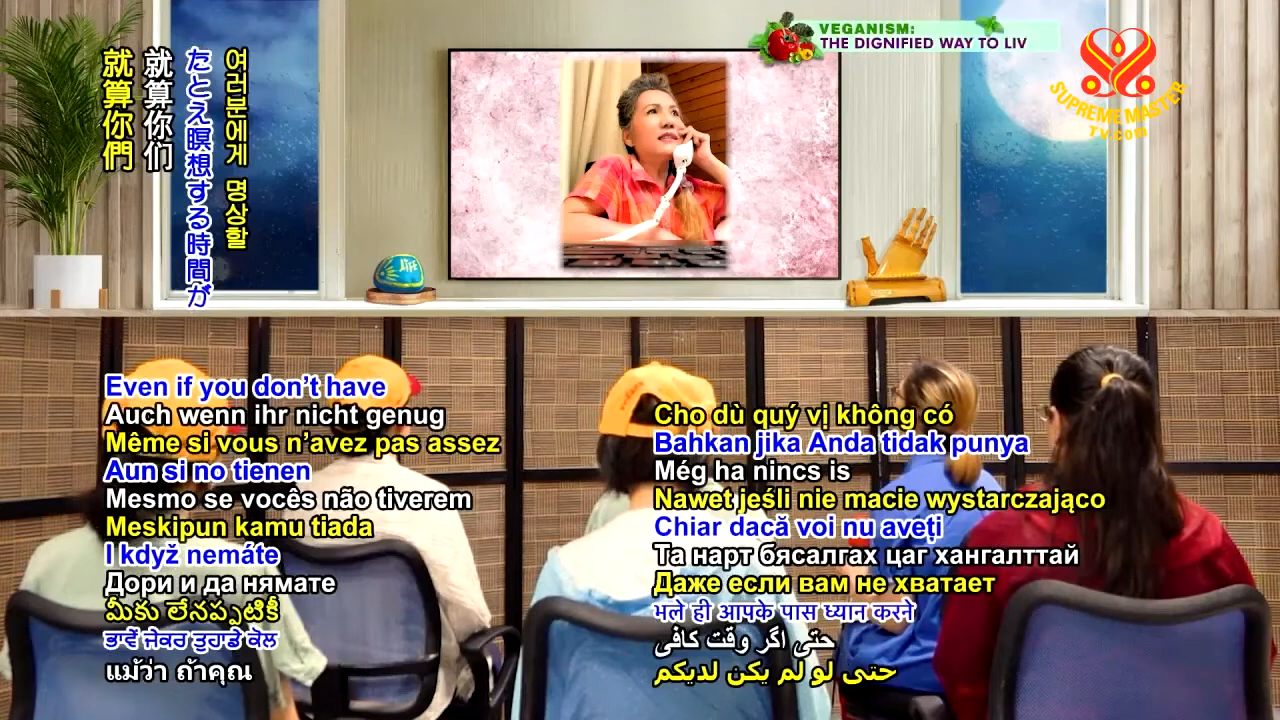 VEGANISM:
THE DIGNIFIED WAY TO LIV
SUPREME MASTER
TV.com
여러분에게 명상할
たとえ瞑想する時間が
就算你们
就算你們
LIFE
Even if you don’t have
Auch wenn ihr nicht genug
Même si vous n’avez pas assez
Aun si no tienen
Mesmo se vocês não tiverem
Meskipun kamu tiada
I když nemáte
Дори и да нямате
మీకు లేనప్పటికీ
ਭਾਵੇਂ ਜੇਕਰ ਤੁਹਾਡੇ ਕੋਲ
แม้ว่า ถ้าคุณ
Cho dù quý vị không có
Bahkan jika Anda tidak punya
Még ha nincs is
Nawet jeśli nie macie wystarczająco
Chiar dacă voi nu aveți
Та нарт бясалгах цаг хангалттай
Даже если вам не хватает
भले ही आपके पास ध्यान करने
حتی اگر وقت کافی
حتى لو لم يكن لديكم